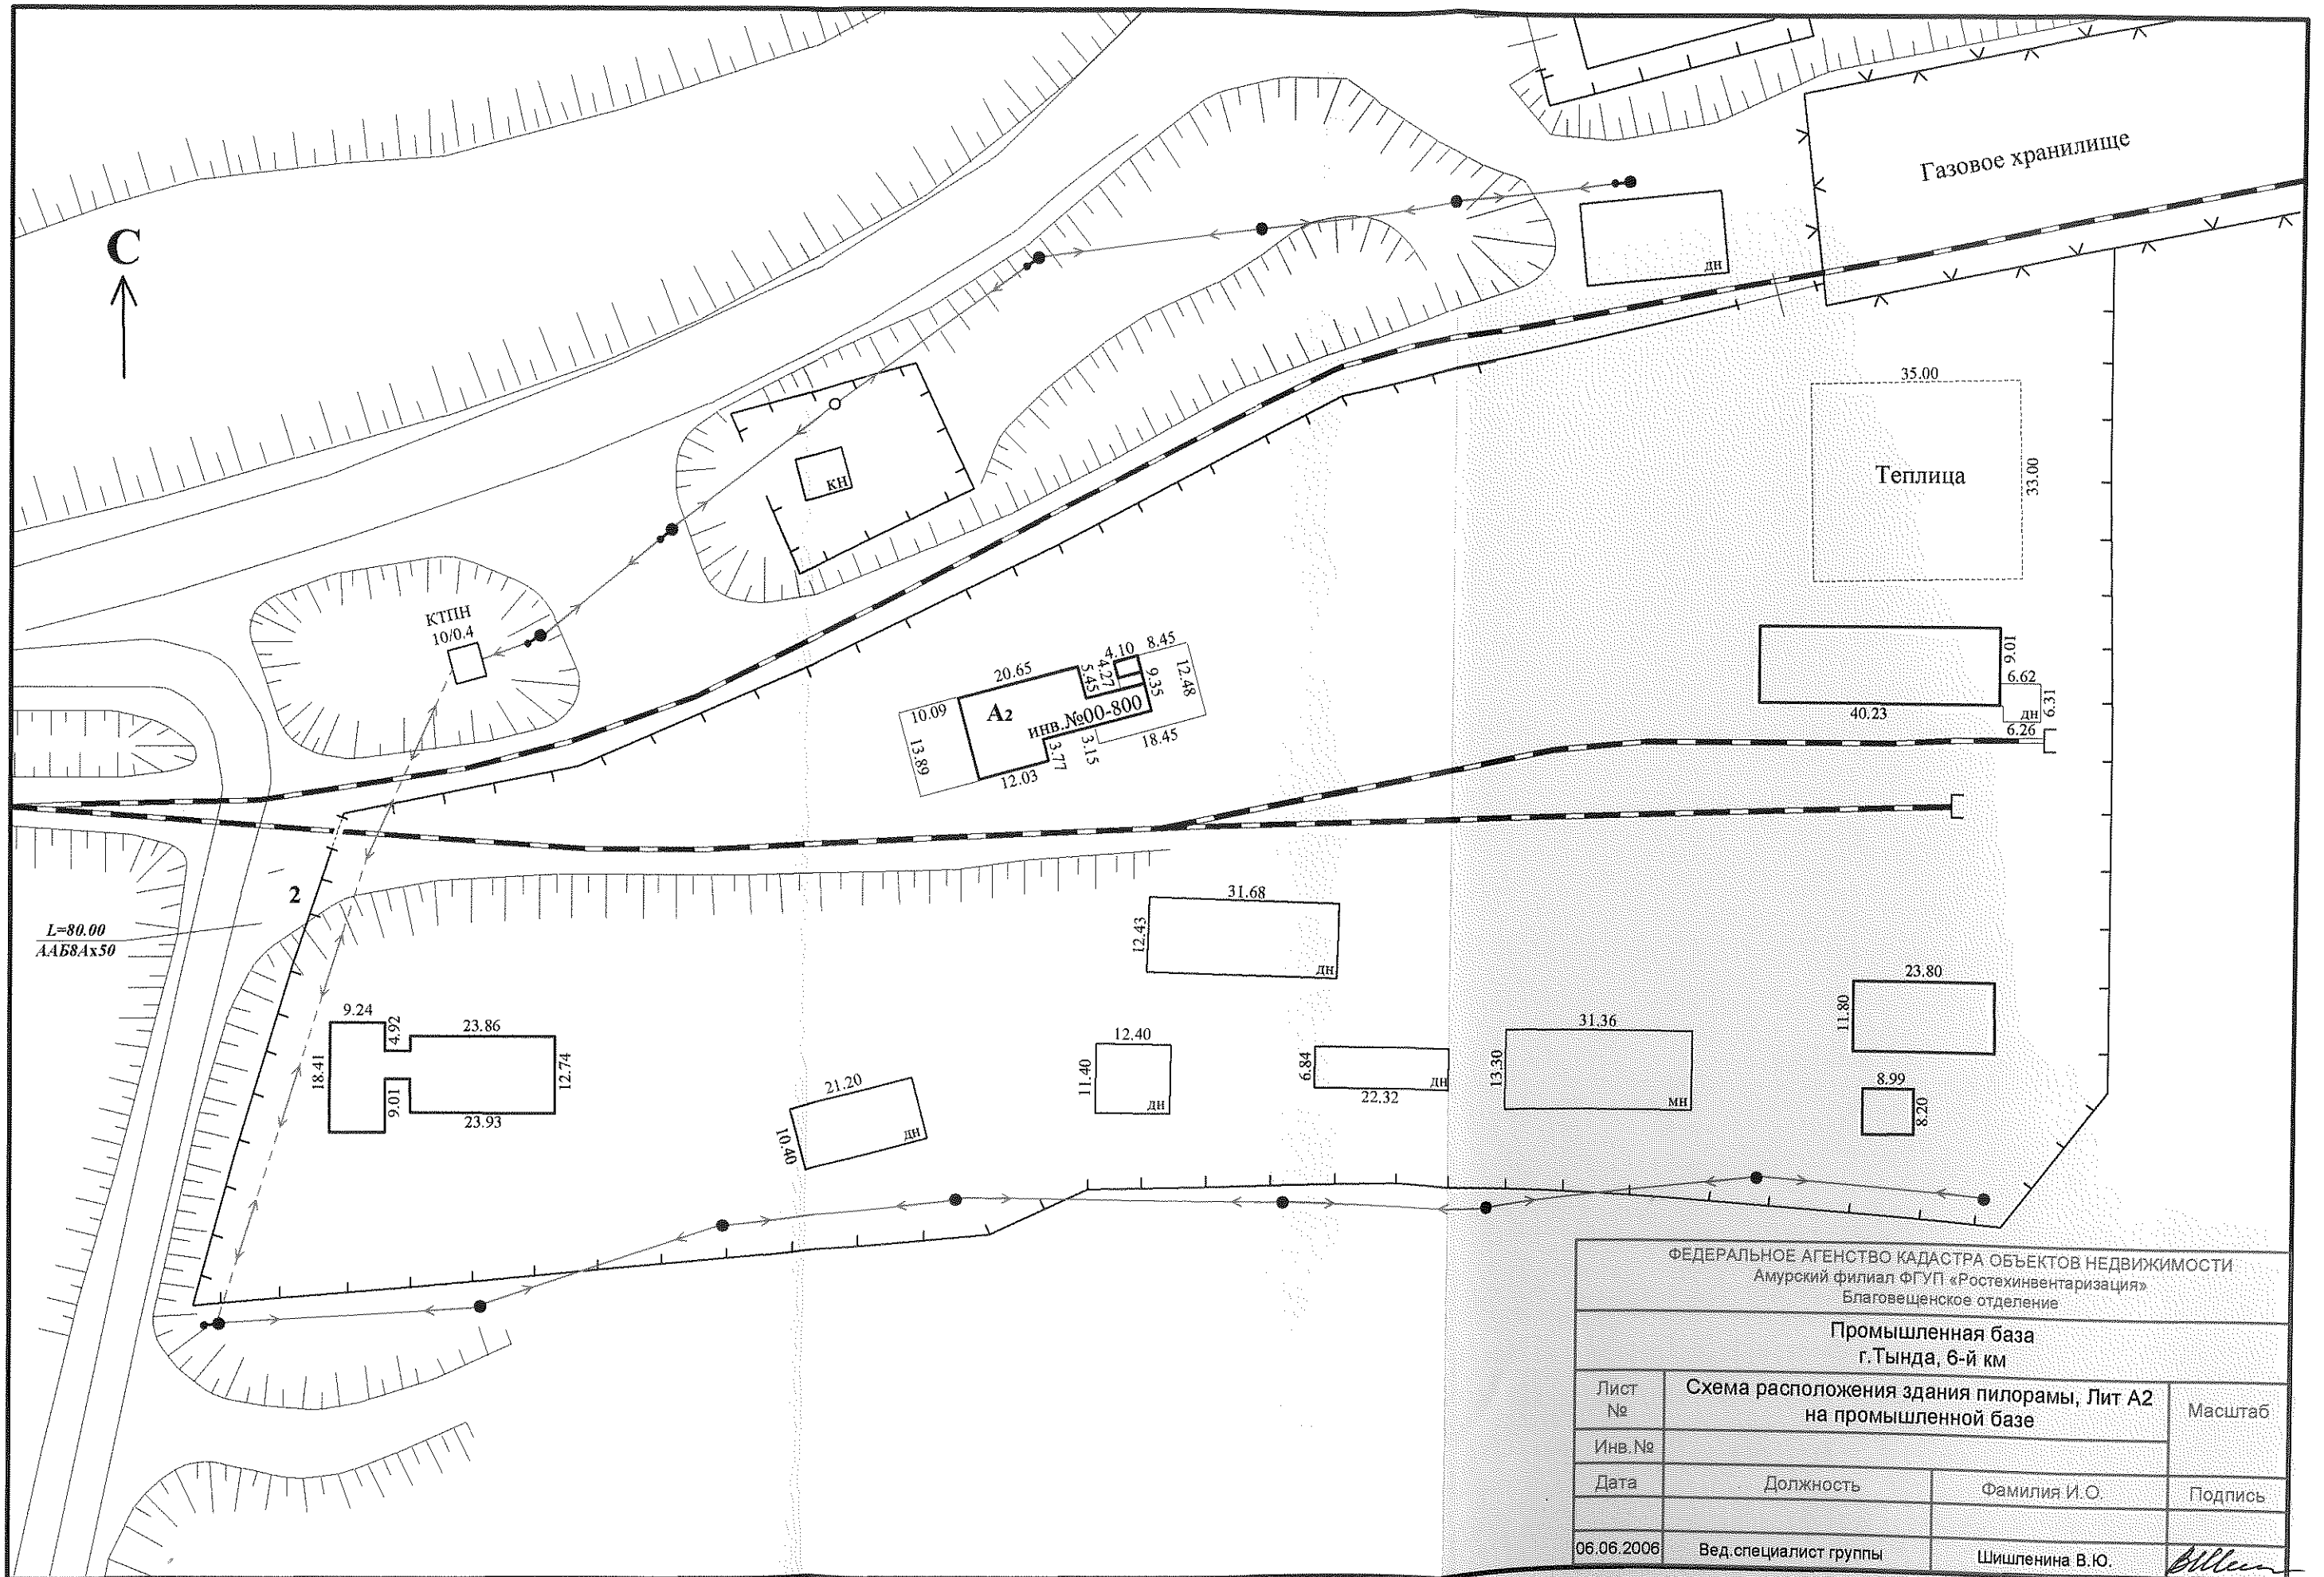 С
Газовое хранилище
дн
35.00
Теплица
33.00
кн
КТПН
10/0.4
20.65
5.45
4.27
4.10
8.45
9.35
12.48
10.09
А2
инв.№00-800
13.89
12.03
3.77
3.15
18.45
9.01
6.62
40.23
дн
6.31
6.26
2
L=80.00
ААБ8Ах50
31.68
12.43
дн
23.80
11.80
9.24
4.92
23.86
18.41
12.74
9.01
23.93
21.20
10.40
дн
12.40
11.40
дн
6.84
дн
22.32
31.36
13.30
мн
8.99
8.20
ФЕДЕРАЛЬНОЕ АГЕНСТВО КАДАСТРА ОБЪЕКТОВ НЕДВИЖИМОСТИ
Амурский филиал ФГУП «Ростехинвентаризация»
Благовещенское отделение
Промышленная база
г.Тында, 6-й км
Лист
№
Схема расположения здания пилорамы, Лит А2
на промышленной базе
Масштаб
Инв.№
Дата Должность Фамилия И.О. Подпись
06.06.2006 Вед.специалист группы Шишленина В.Ю.